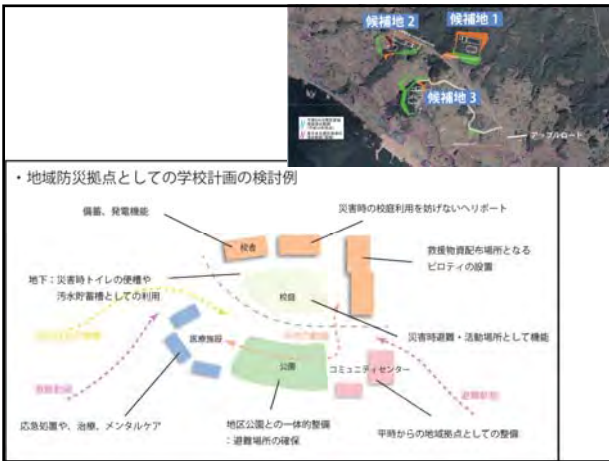 候補地 2
候補地 1
候補地 3
アップルロート
・地域防災拠点としての学校計画の検討例
備蓄、発電機能
災害時の校庭利用を妨げないヘリポート
校舎
救援物資配布場所となる
ピロティの設置
地下：災害時トイレの便槽や
汚水貯蓄槽としての利用
校庭
災害時避難・活動場所として機能
医療施設
公園
コミュニティセンター
避難動線
応急処置や、治療、メンタルケア
地区公園との一体的整備
：避難場所の確保
平時からの地域拠点としての整備